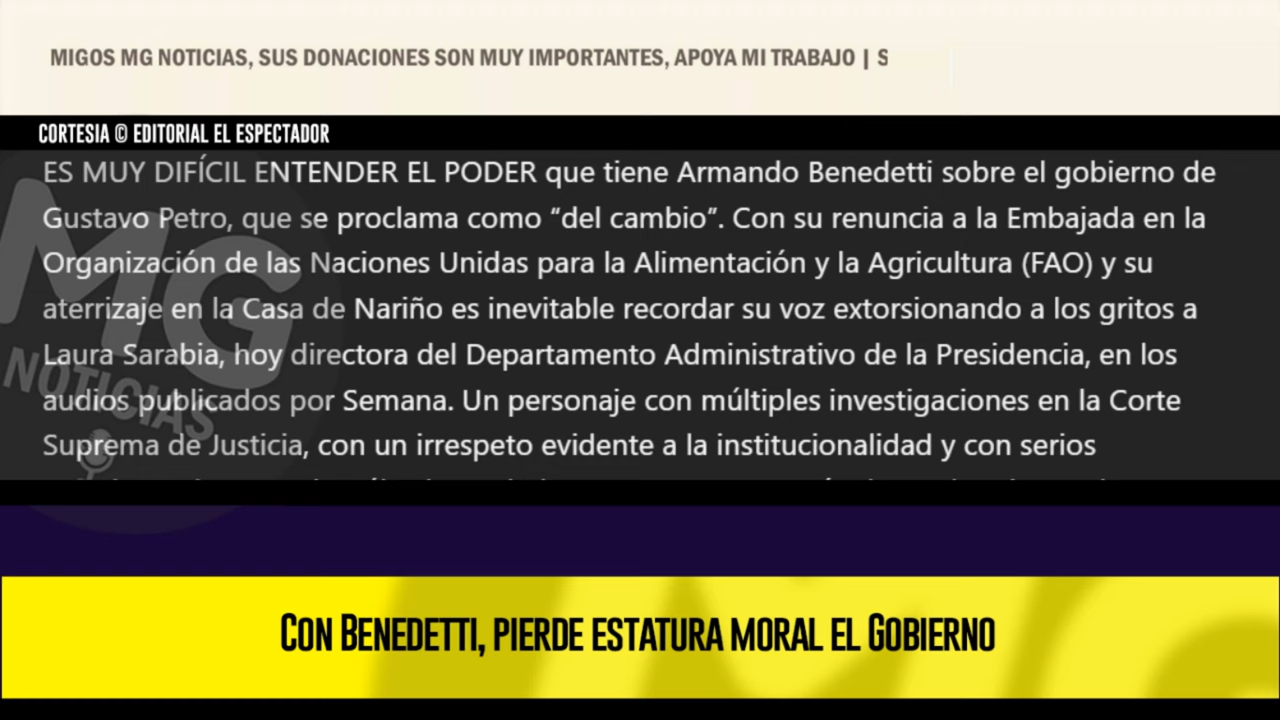 MIGOS MG NOTICIAS, SUS DONACIONES SON MUY IMPORTANTES, APOYA MI TRABAJO | S
CORTESIA © EDITORIAL EL ESPECTADOR
ES MUY DIFÍCIL ENTENDER EL PODER que tiene Armando Benedetti sobre el gobierno de
Gustavo Petro, que se proclama como “del cambio”. Con su renuncia a la Embajada en la
Organización de las Naciones Unidas para la Alimentación y la Agricultura (FAO) y su
aterrizaje en la Casa de Nariño es inevitable recordar su voz extorsionando a los gritos a
Laura Sarabia, hoy directora del Departamento Administrativo de la Presidencia, en los
audios publicados por Semana. Un personaje con múltiples investigaciones en la Corte
Suprema de Justicia, con un irrespeto evidente a la institucionalidad y con serios
MG
NOTICIAS
CON BENEDETTI, PIERDE ESTATURA MORAL EL GOBIERNO